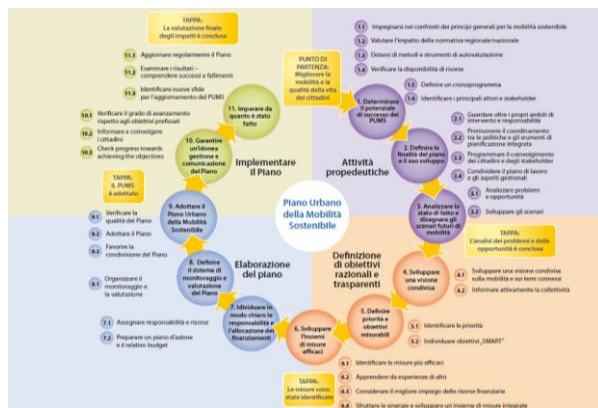 TAPPA:
La valutazione finale
degli impatti è conclusa
11.1 Aggiornare regolarmente il Piano
11.2 Esaminare i risultati –
comprendere successi e fallimenti
11.3 Identificare nuove sfide
per l'aggiornamento del PUMS
10.1 Verificare il grado di avanzamento
rispetto agli obiettivi prefissati
10.2 Informare e coinvolgere
i cittadini
10.3 Check progress towards
achieving the objectives
TAPPA:
IL PUMS
è adottato
9.1 Verificare la
qualità del Piano
9.2 Adottare il Piano
9.2 Favorire la
condivisione del Piano
8.1 Organizzare il
monitoraggio e
la valutazione
7.1 Assegnare responsabilità e risorse
7.2 Preparare un piano d'azione
e il relativo budget
PUNTO DI
PARTENZA:
Migliorare la
mobilità e la
qualità della vita
dei cittadini
1.1 Impegnarsi nei confronti dei principi generali per la mobilità sostenibile
1.2 Valutare l'impatto della normativa regionale/nazionale
1.3 Dotarsi di metodi e strumenti di autovalutazione
1.4 Verificare la disponibilità di risorse
1.5 Definire un cronoprogramma
1.6 Identificare i principali attori e stakeholder
2.1 Guardare oltre i propri ambiti di
intervento e responsabilità
2.2 Promuovere il coordinamento
tra le politiche e gli strumenti di
pianificazione integrata
2.3 Programmare il coinvolgimento
dei cittadini e degli stakeholder
2.4 Condividere il piano di lavoro
e gli aspetti gestionali
3.1 Analizzare problemi
e opportunità
3.2 Sviluppare gli scenari
TAPPA:
L'analisi dei problemi e delle
opportunità è conclusa
4.1 Sviluppare una visione condivisa
sulla mobilità e sui temi connessi
4.2 Informare attivamente la collettività
5.1 Identificare le priorità
5.2 Individuare obiettivi „SMART"
TAPPA:
Le misure sono
state identificate
6.1 Identificare le misure più efficaci
6.2 Apprendere da esperienze di altri
6.3 Considerare il migliore impiego delle risorse finanziarie
6.4 Sfruttare le sinergie e sviluppare un insieme di misure integrate
1. Determinare
il potenziale
di successo del
PUMS
2. Definire le
finalità del piano
e il suo sviluppo
3. Analizzare lo
stato di fatto e
disegnare gli
scenari futuri di
mobilità
4. Sviluppare
una visione
condivisa
5. Definire
priorità e
obiettivi
misurabili
6. Sviluppare
l'insiemi
di misure
efficaci
7. Idividuare in
modo chiaro le
responsabilità e
l'allocazione dei
finanziamenti
8. Definire
il sistema di
monitoraggio e
valutazione
del Piano
9. Adottare il
Piano Urbano
della Mobilità
Sostenibile
10. Garantire
un'idonea
gestione e
comunicazione
del Piano
11. Imparare da
quanto è stato
fatto
Implementare
il Piano
Attività
propedeutiche
Piano Urbano
della Mobilità
Sostenibile
Elaborazione
del piano
Definizione
di obiettivi
razionali e
trasparenti